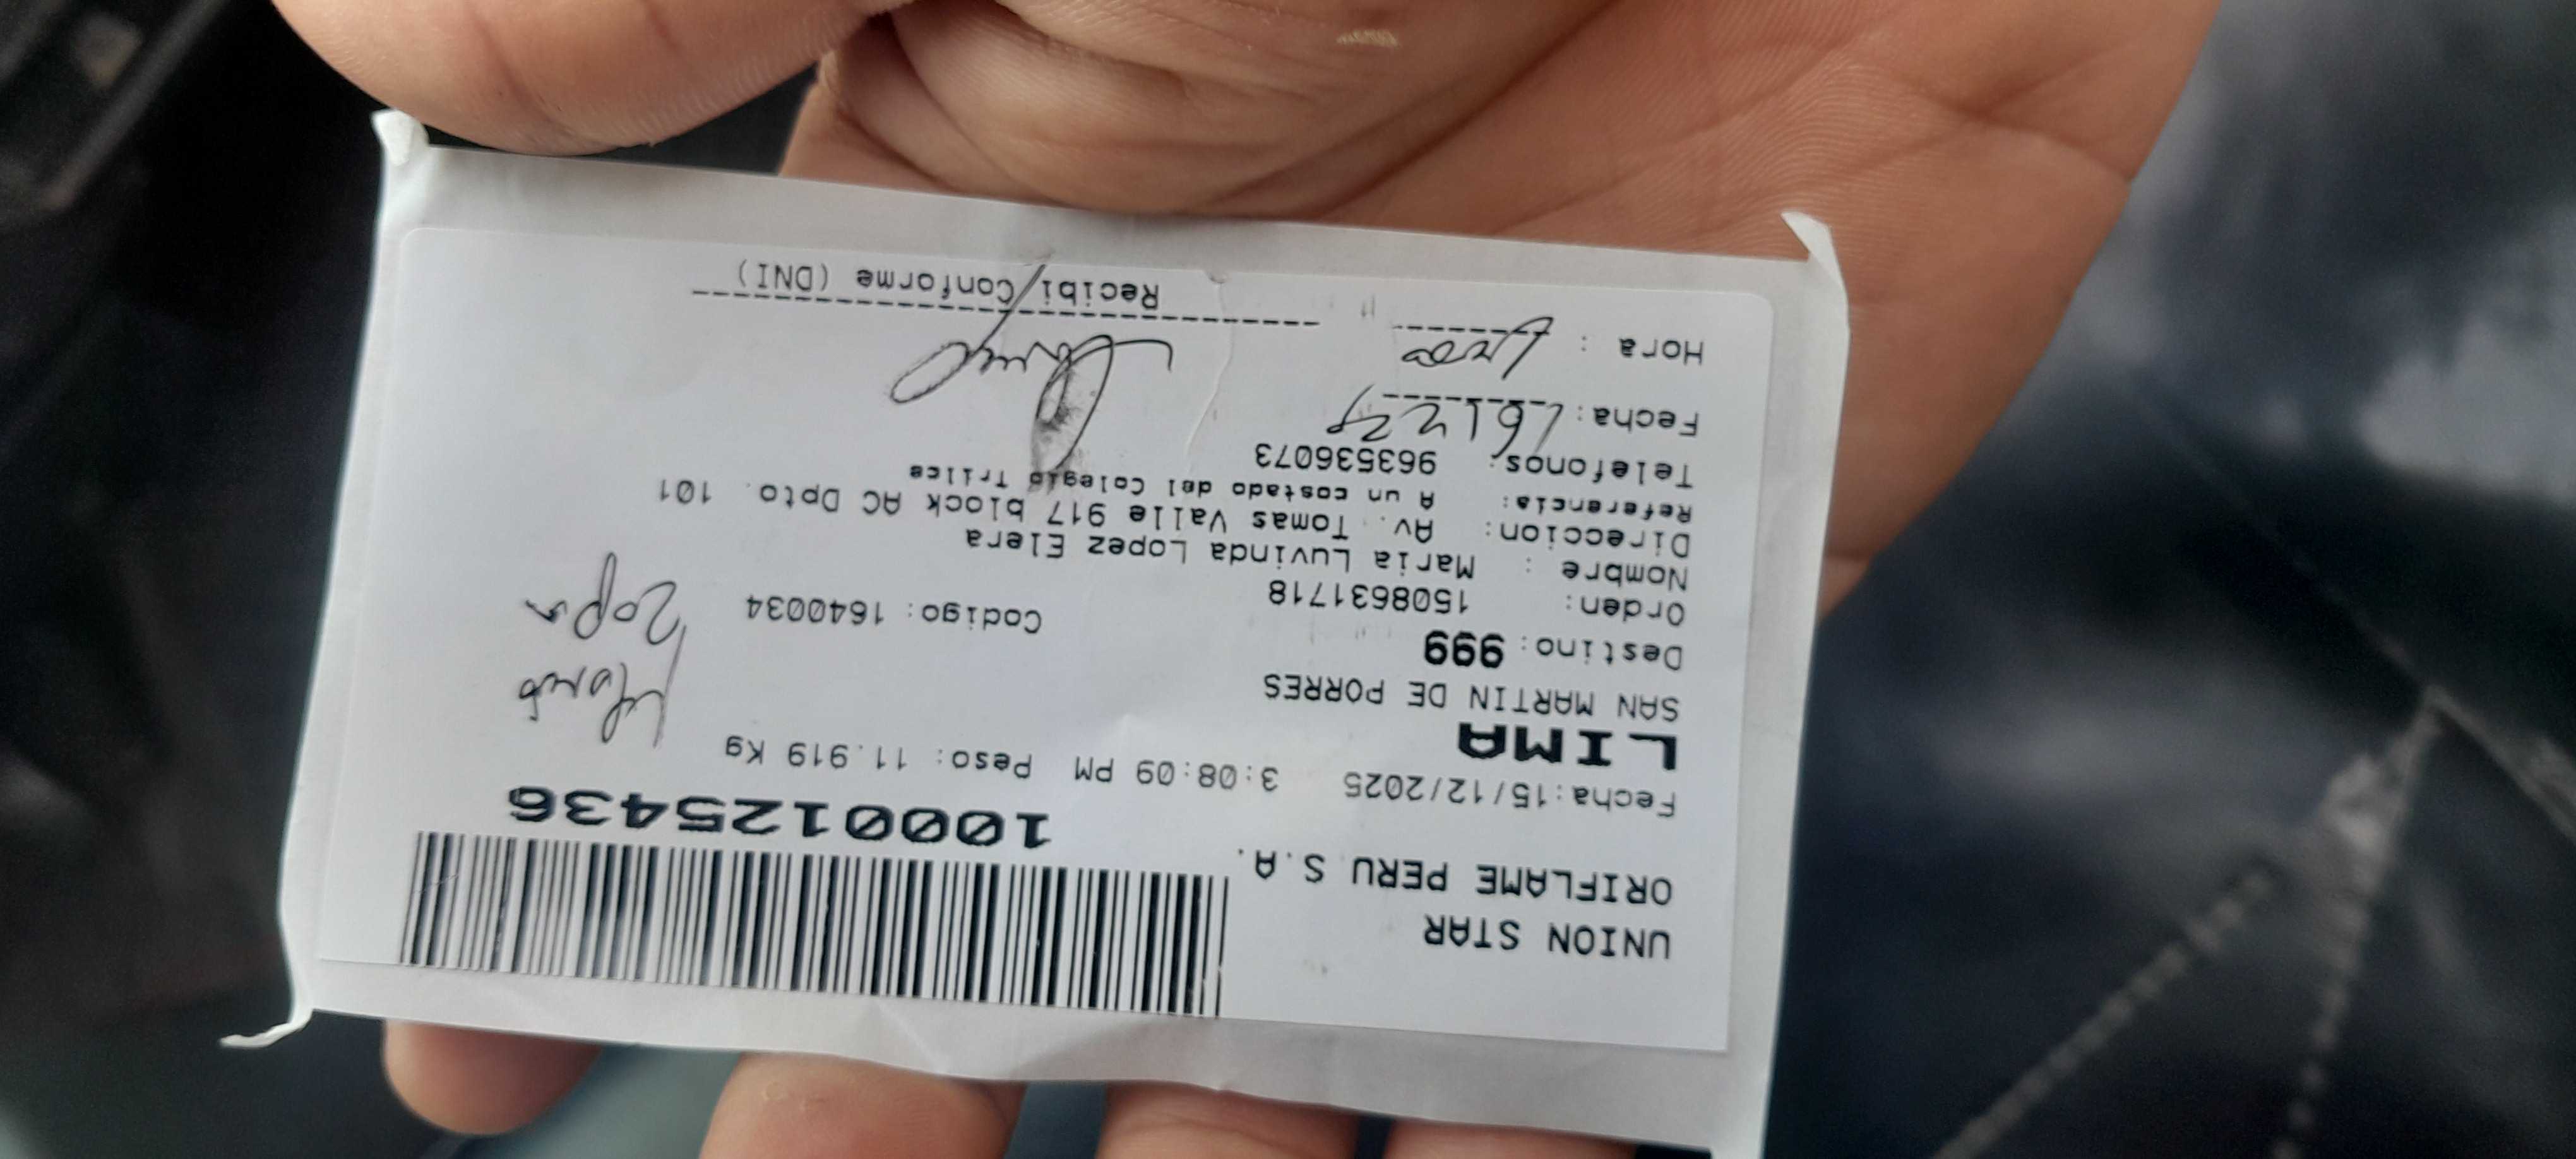 UNION STAR
ORIFLAME PERU S.A.
1000125436
Fecha:15/12/2025 3:08:09 PM Peso: 11.919 Kg
LIMA
SAN MARTIN DE PORRES
Destino: 999
Orden: 1508631718 Codigo: 1640034
Nombre : Maria Luvinda Lopez Elera
Direccion: Av. Tomas Valle 917 block AC Dpto. 101
Referencia: A un costado del Colegio Trilce
Telefonos: 963536073
Fecha:
Hora :
Recibi Conforme (DNI)